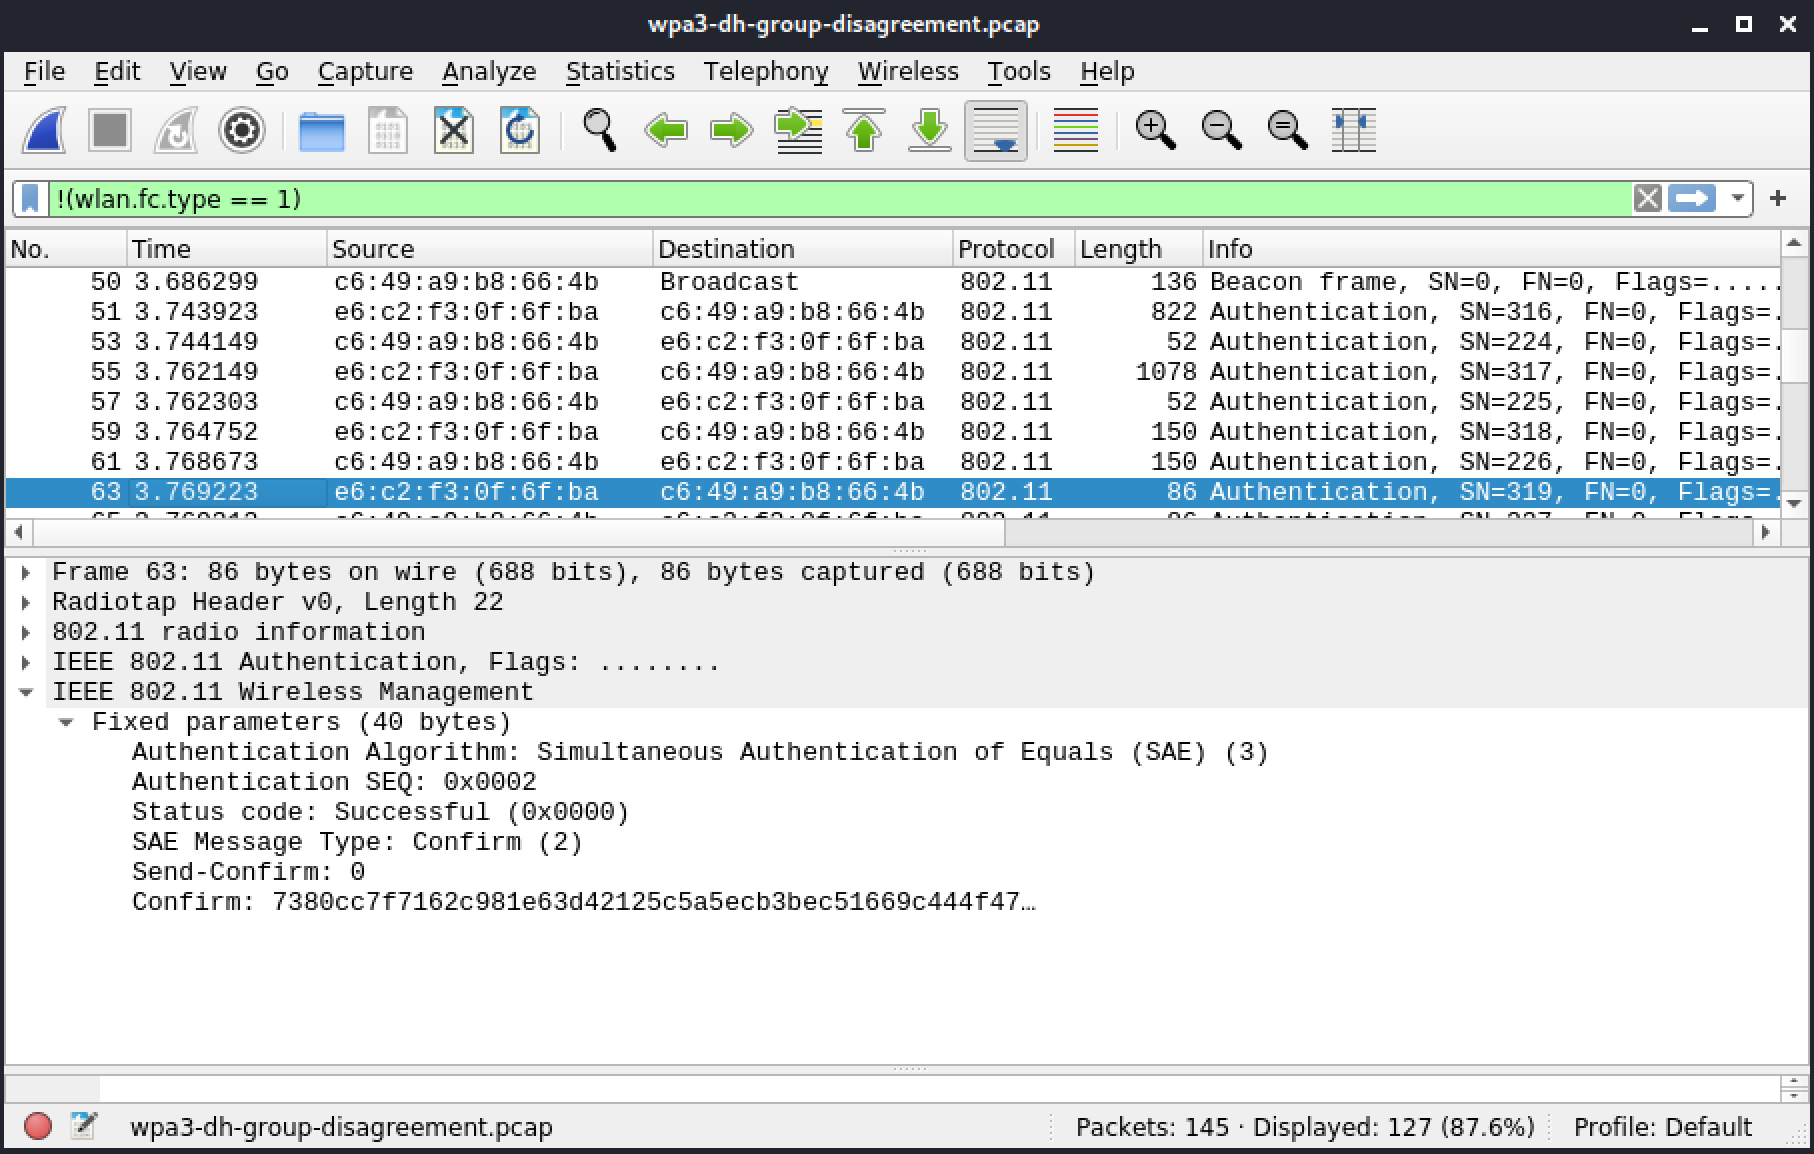 wpa3-dh-group-disagreement.pcap
File Edit View Go Capture Analyze Statistics Telephony Wireless Tools Help
!(wlan.fc.type == 1)
No. Time Source Destination Protocol Length Info
50 3.686299 c6:49:a9:b8:66:4b Broadcast 802.11 136 Beacon frame, SN=0, FN=0, Flags=.....
51 3.743923 e6:c2:f3:0f:6f:ba c6:49:a9:b8:66:4b 802.11 822 Authentication, SN=316, FN=0, Flags=.
53 3.744149 c6:49:a9:b8:66:4b e6:c2:f3:0f:6f:ba 802.11 52 Authentication, SN=224, FN=0, Flags=.
55 3.762149 e6:c2:f3:0f:6f:ba c6:49:a9:b8:66:4b 802.11 1078 Authentication, SN=317, FN=0, Flags=.
57 3.762303 c6:49:a9:b8:66:4b e6:c2:f3:0f:6f:ba 802.11 52 Authentication, SN=225, FN=0, Flags=.
59 3.764752 e6:c2:f3:0f:6f:ba c6:49:a9:b8:66:4b 802.11 150 Authentication, SN=318, FN=0, Flags=.
61 3.768673 c6:49:a9:b8:66:4b e6:c2:f3:0f:6f:ba 802.11 150 Authentication, SN=226, FN=0, Flags=.
63 3.769223 e6:c2:f3:0f:6f:ba c6:49:a9:b8:66:4b 802.11 86 Authentication, SN=319, FN=0, Flags=.
Frame 63: 86 bytes on wire (688 bits), 86 bytes captured (688 bits)
Radiotap Header v0, Length 22
802.11 radio information
IEEE 802.11 Authentication, Flags: ........
IEEE 802.11 Wireless Management
Fixed parameters (40 bytes)
Authentication Algorithm: Simultaneous Authentication of Equals (SAE) (3)
Authentication SEQ: 0x0002
Status code: Successful (0x0000)
SAE Message Type: Confirm (2)
Send-Confirm: 0
Confirm: 7380cc7f7162c981e63d42125c5a5ecb3bec51669c444f47…
wpa3-dh-group-disagreement.pcap
Packets: 145 · Displayed: 127 (87.6%)
Profile: Default